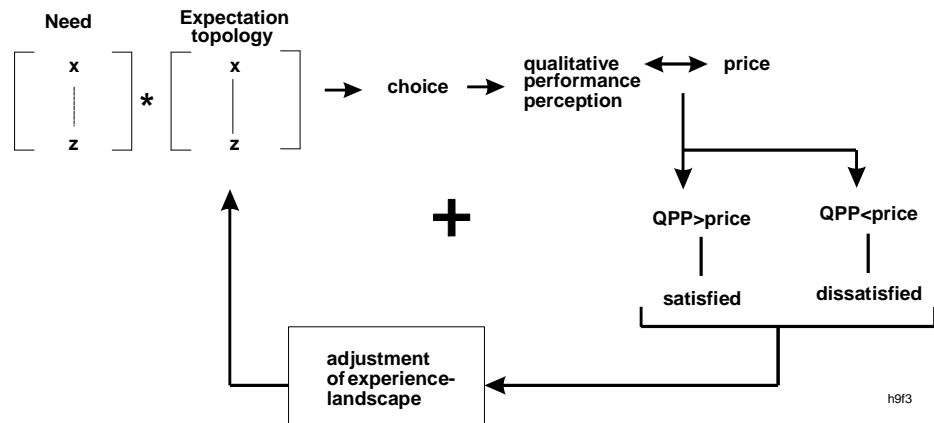 Need
Expectation
topology
x
z
*
x
z
choice
qualitative
performance
perception
price
+
QPP>price
QPP<price
satisfied
dissatisfied
adjustment
of experience-
landscape
h9f3